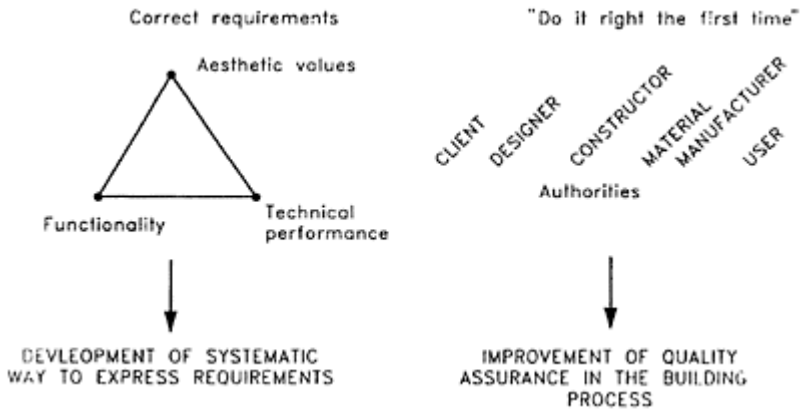 Correct requirements
Aesthetic values
Functionality
Technical
performance
DEVLEOPMENT OF SYSTEMATIC
WAY TO EXPRESS REQUIREMENTS
"Do it right the first time"
CLIENT
DESIGNER
CONSTRUCTOR
MATERIAL
MANUFACTURER
USER
Authorities
IMPROVEMENT OF QUALITY
ASSURANCE IN THE BUILDING
PROCESS